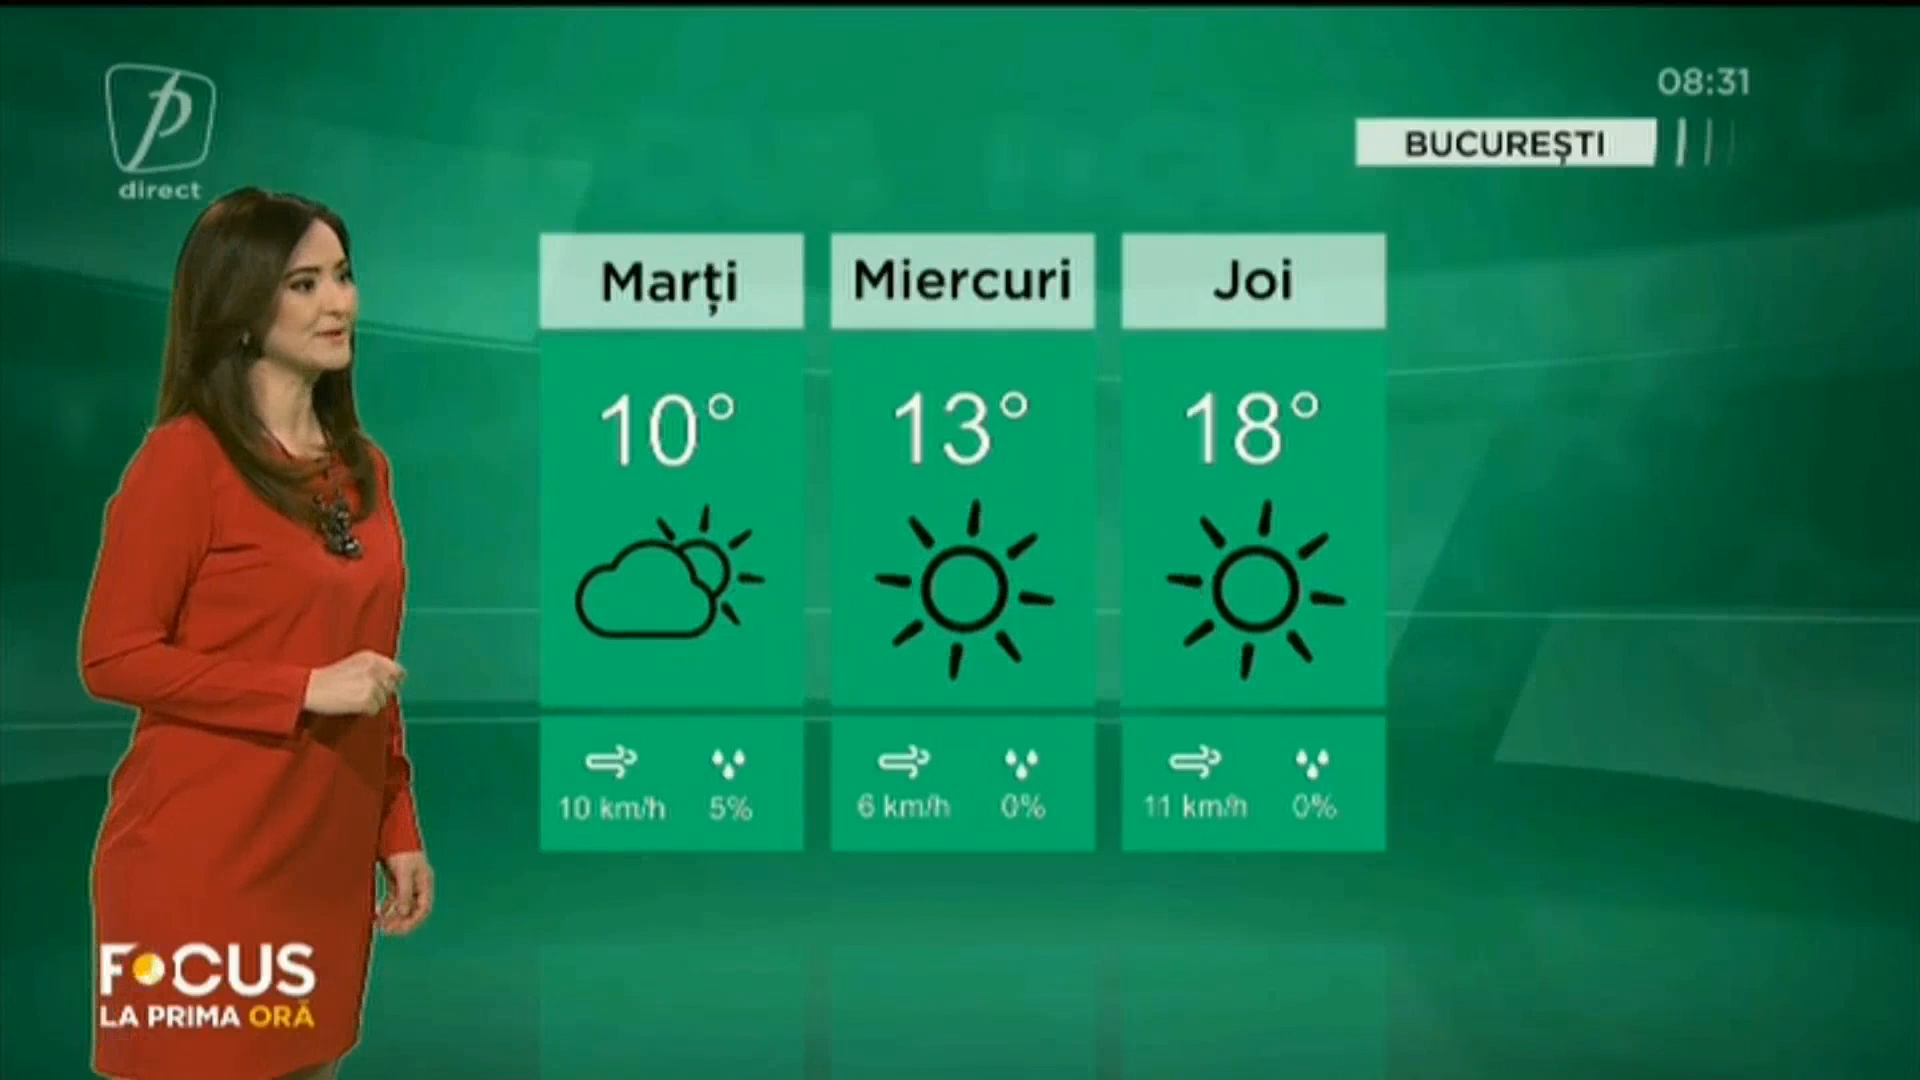 direct
08:31
BUCUREȘTI
Marți
Miercuri
Joi
10°
13°
18°
10 km/h 5%
6 km/h 0%
11 km/h 0%
FOCUS
LA PRIMA ORĂ